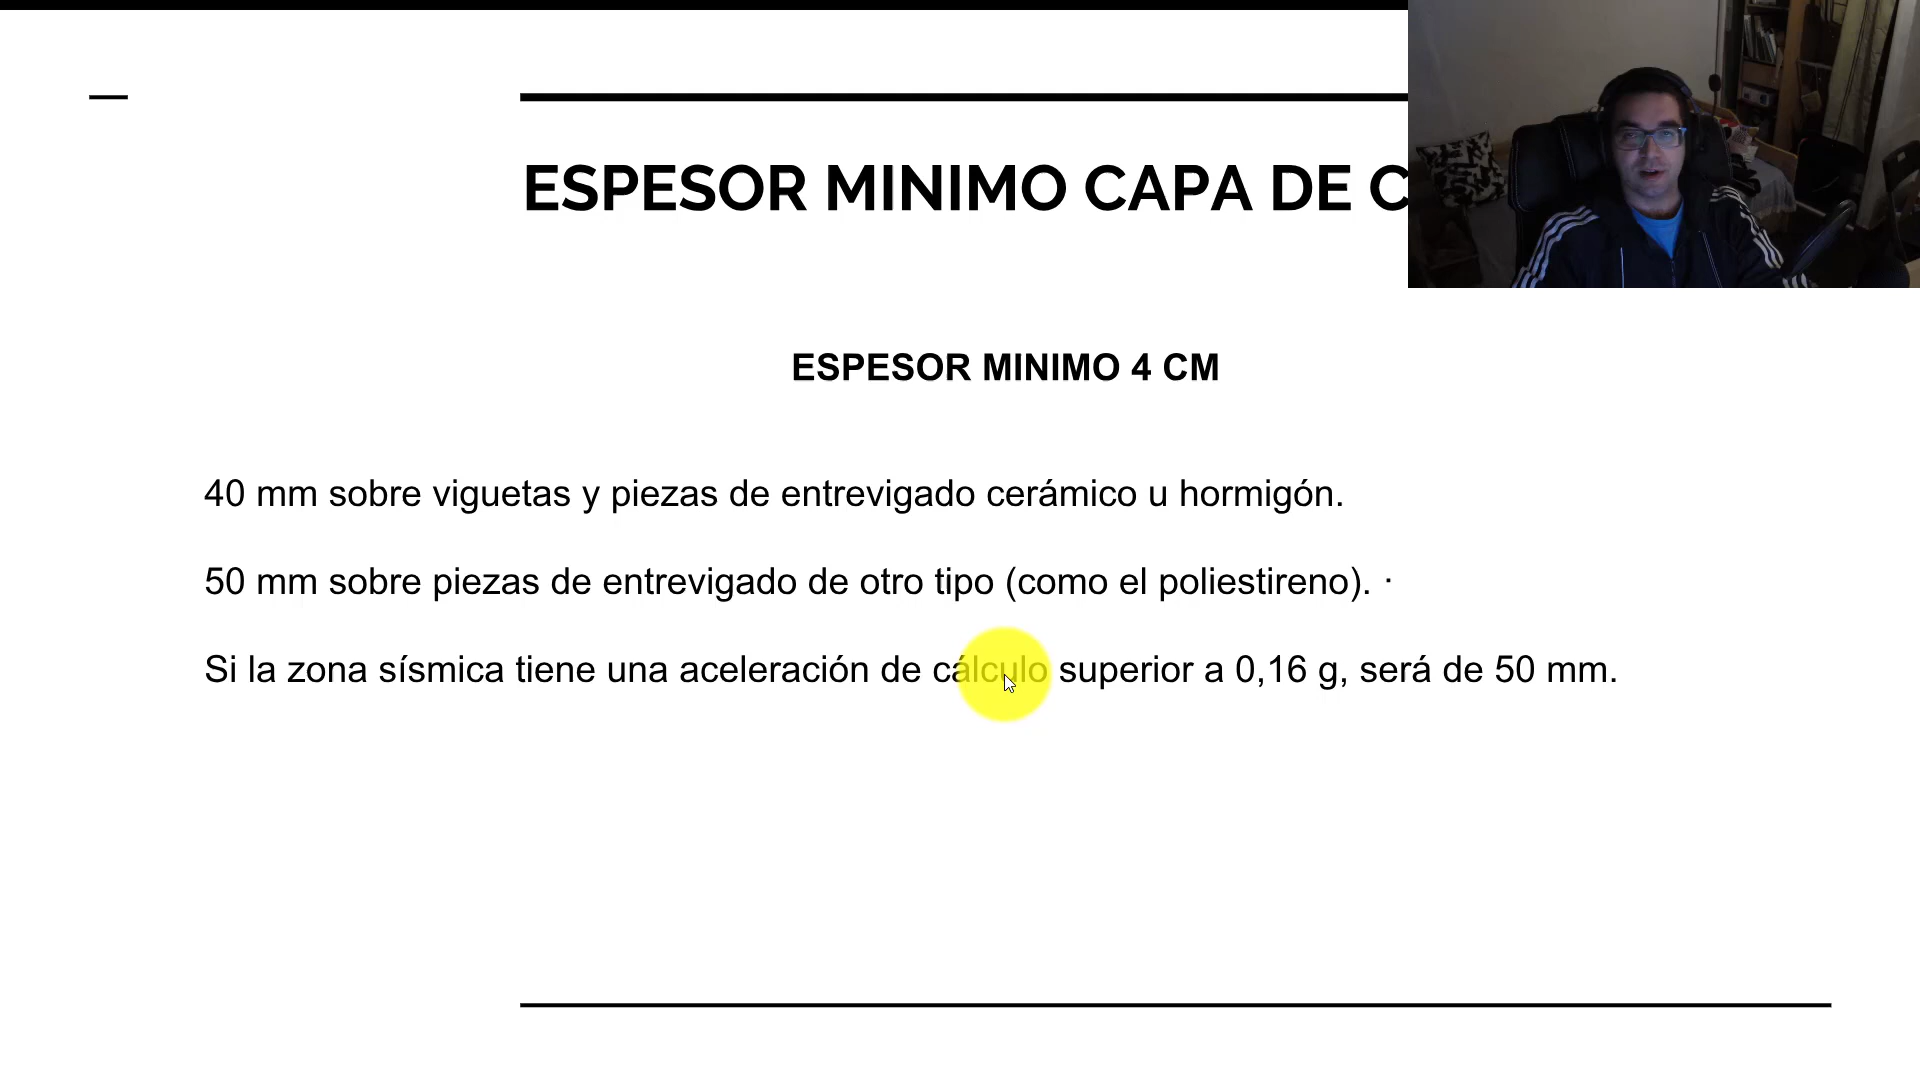 ESPESOR MINIMO CAPA DE C
ESPESOR MINIMO 4 CM
40 mm sobre viguetas y piezas de entrevigado cerámico u hormigón.
50 mm sobre piezas de entrevigado de otro tipo (como el poliestireno). ·
Si la zona sísmica tiene una aceleración de cálculo superior a 0,16 g, será de 50 mm.